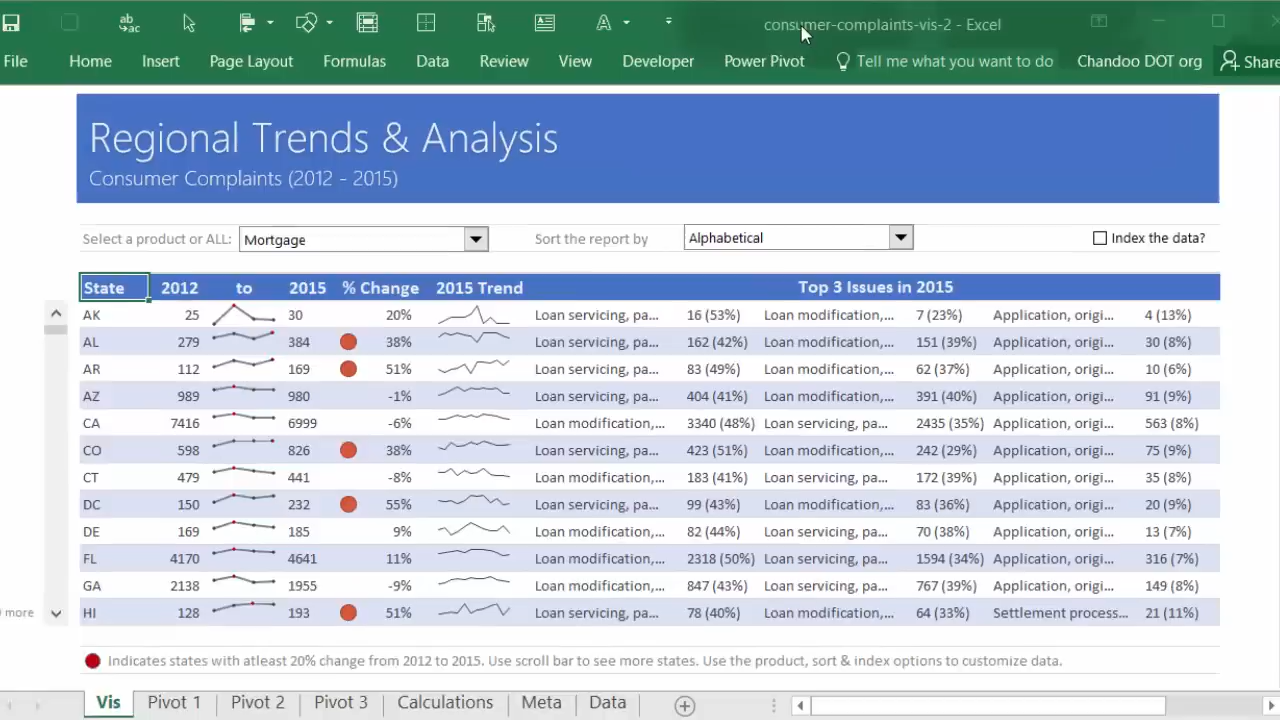 ab
ac
A
consumer-complaints-vis-2 - Excel
File Home Insert Page Layout Formulas Data Review View Developer Power Pivot Tell me what you want to do Chandoo DOT org Share
Regional Trends & Analysis
Consumer Complaints (2012 - 2015)
Select a product or ALL: Mortgage Sort the report by Alphabetical Index the data?
State 2012 to 2015 % Change 2015 Trend Top 3 Issues in 2015
AK 25 30 20% Loan servicing, pa... 16 (53%) Loan modification,... 7 (23%) Application, origi... 4 (13%)
AL 279 384 38% Loan servicing, pa... 162 (42%) Loan modification,... 151 (39%) Application, origi... 30 (8%)
AR 112 169 51% Loan servicing, pa... 83 (49%) Loan modification,... 62 (37%) Application, origi... 10 (6%)
AZ 989 980 -1% Loan servicing, pa... 404 (41%) Loan modification,... 391 (40%) Application, origi... 91 (9%)
CA 7416 6999 -6% Loan modification,... 3340 (48%) Loan servicing, pa... 2435 (35%) Application, origi... 563 (8%)
CO 598 826 38% Loan servicing, pa... 423 (51%) Loan modification,... 242 (29%) Application, origi... 75 (9%)
CT 479 441 -8% Loan modification,... 183 (41%) Loan servicing, pa... 172 (39%) Application, origi... 35 (8%)
DC 150 232 55% Loan servicing, pa... 99 (43%) Loan modification,... 83 (36%) Application, origi... 20 (9%)
DE 169 185 9% Loan modification,... 82 (44%) Loan servicing, pa... 70 (38%) Application, origi... 13 (7%)
FL 4170 4641 11% Loan modification,... 2318 (50%) Loan servicing, pa... 1594 (34%) Application, origi... 316 (7%)
GA 2138 1955 -9% Loan modification,... 847 (43%) Loan servicing, pa... 767 (39%) Application, origi... 149 (8%)
more HI 128 193 51% Loan servicing, pa... 78 (40%) Loan modification,... 64 (33%) Settlement process... 21 (11%)
Indicates states with atleast 20% change from 2012 to 2015. Use scroll bar to see more states. Use the product, sort & index options to customize data.
Vis Pivot 1 Pivot 2 Pivot 3 Calculations Meta Data